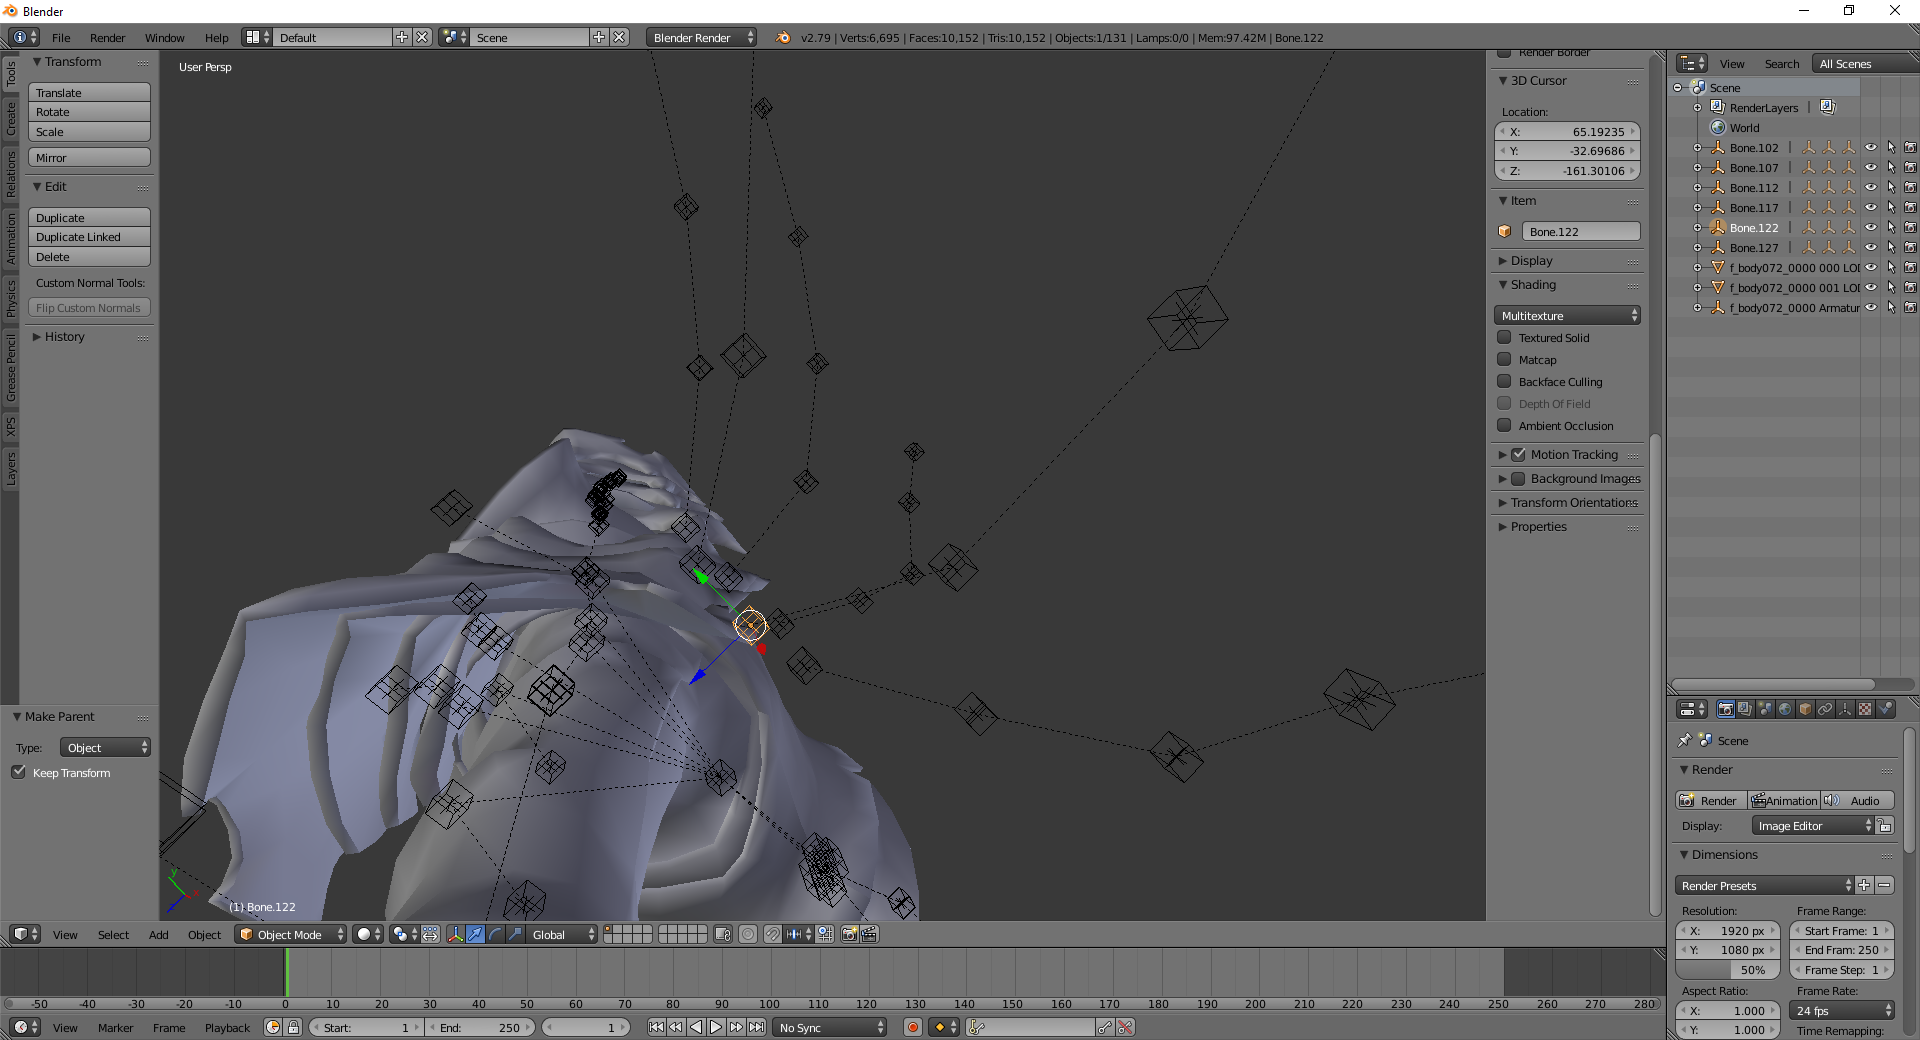 Blender
File Render Window Help Default Scene Blender Render v2.79 | Verts:6,695 | Faces:10,152 | Tris:10,152 | Objects:1/131 | Lamps:0/0 | Mem:97.42M | Bone.122
Tools
Create
Relations
Animation
Physics
Grease Pencil
XPS
Layers
Transform
Translate
Rotate
Scale
Mirror
Edit
Duplicate
Duplicate Linked
Delete
Custom Normal Tools:
Flip Custom Normals
History
Make Parent
Type: Object
Keep Transform
User Persp
(1) Bone.122
Render Border
3D Cursor
Location:
X: 65.19235
Y: -32.69686
Z: -161.30106
Item
Bone.122
Display
Shading
Multitexture
Textured Solid
Matcap
Backface Culling
Depth Of Field
Ambient Occlusion
Motion Tracking
Background Images
Transform Orientations
Properties
View Search All Scenes
Scene
RenderLayers
World
Bone.102
Bone.107
Bone.112
Bone.117
Bone.122
Bone.127
f_body072_0000 000 LOI
f_body072_0000 001 LOI
f_body072_0000 Armatur
Scene
Render
Render Animation Audio
Display: Image Editor
Dimensions
Render Presets
Resolution: Frame Range:
X: 1920 px Start Frame: 1
Y: 1080 px End Fram: 250
50% Frame Step: 1
Aspect Ratio: Frame Rate:
X: 1.000 24 fps
Y: 1.000 Time Remapping:
View Select Add Object Object Mode Global
-50 -40 -30 -20 -10 0 10 20 30 40 50 60 70 80 90 100 110 120 130 140 150 160 170 180 190 200 210 220 230 240 250 260 270 280
View Marker Frame Playback Start: 1 End: 250 1 No Sync
y